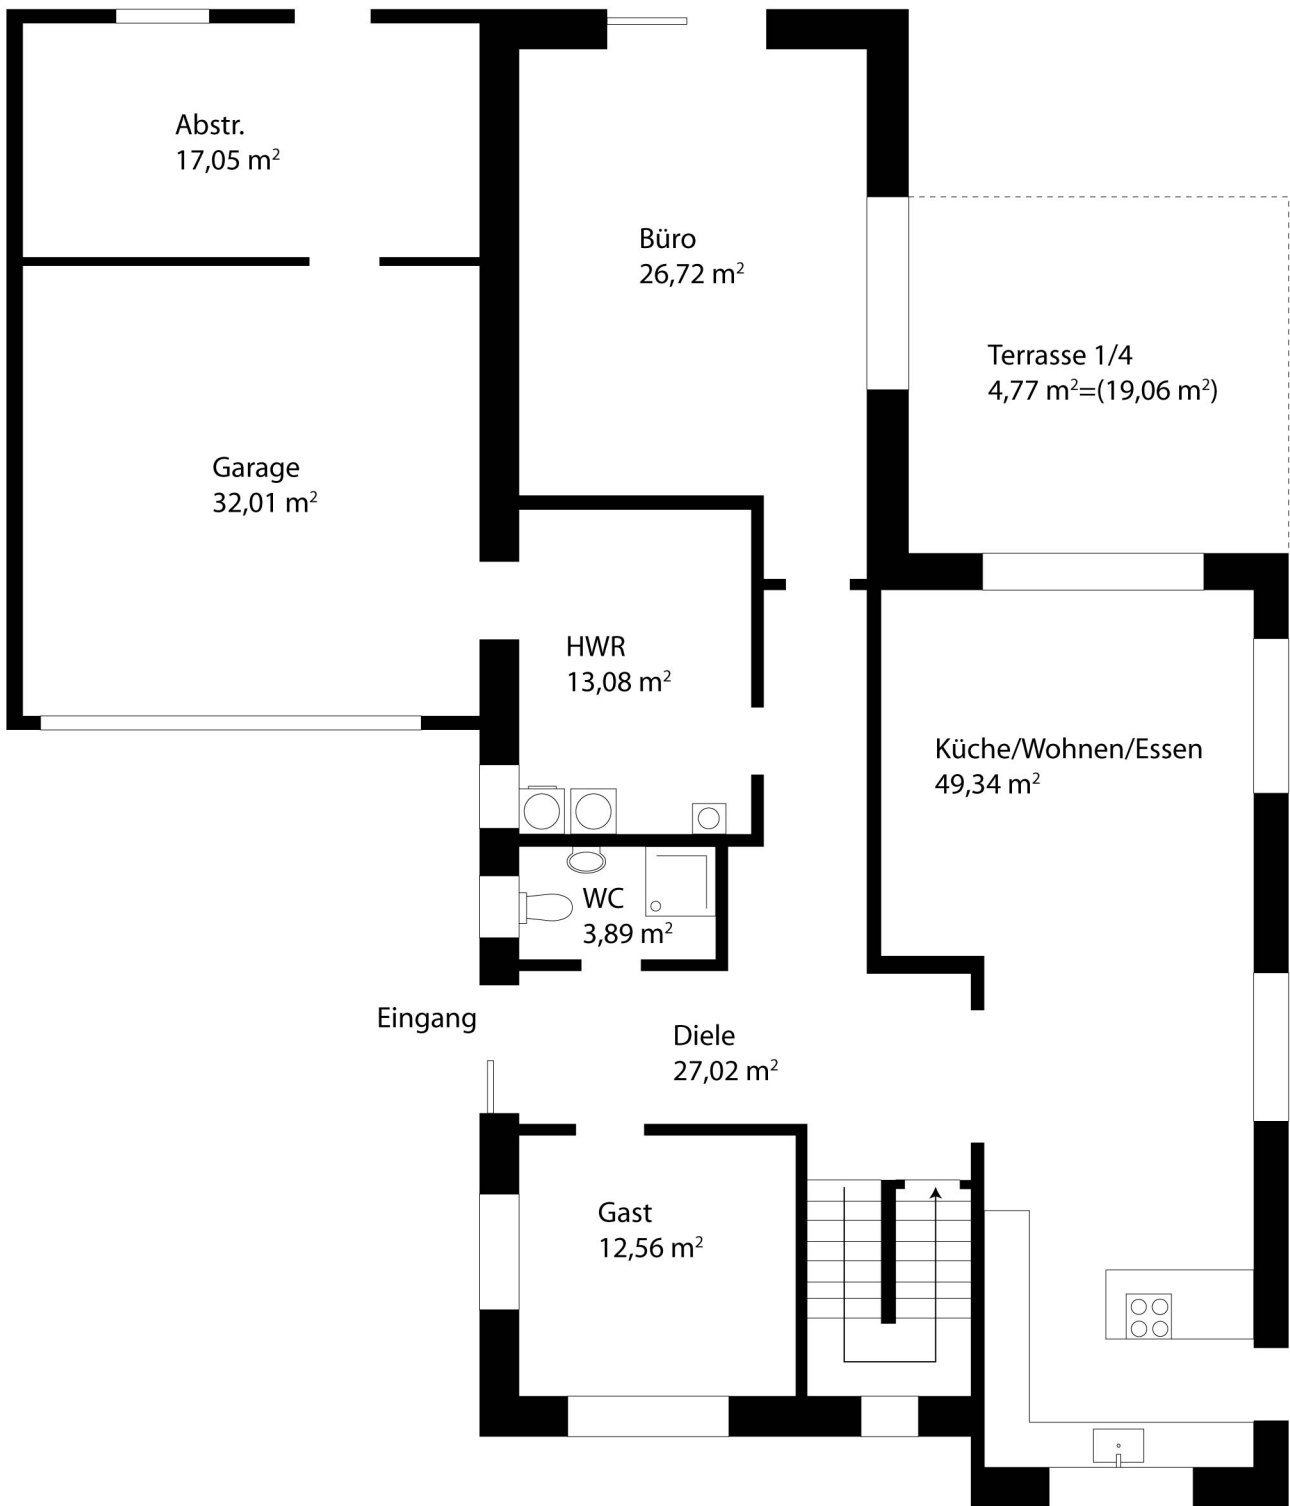 Abstr.
17,05 m²
Büro
26,72 m²
Terrasse 1/4
4,77 m²=(19,06 m²)
Garage
32,01 m²
HWR
13,08 m²
Küche/Wohnen/Essen
49,34 m²
WC
3,89 m²
Eingang
Diele
27,02 m²
Gast
12,56 m²